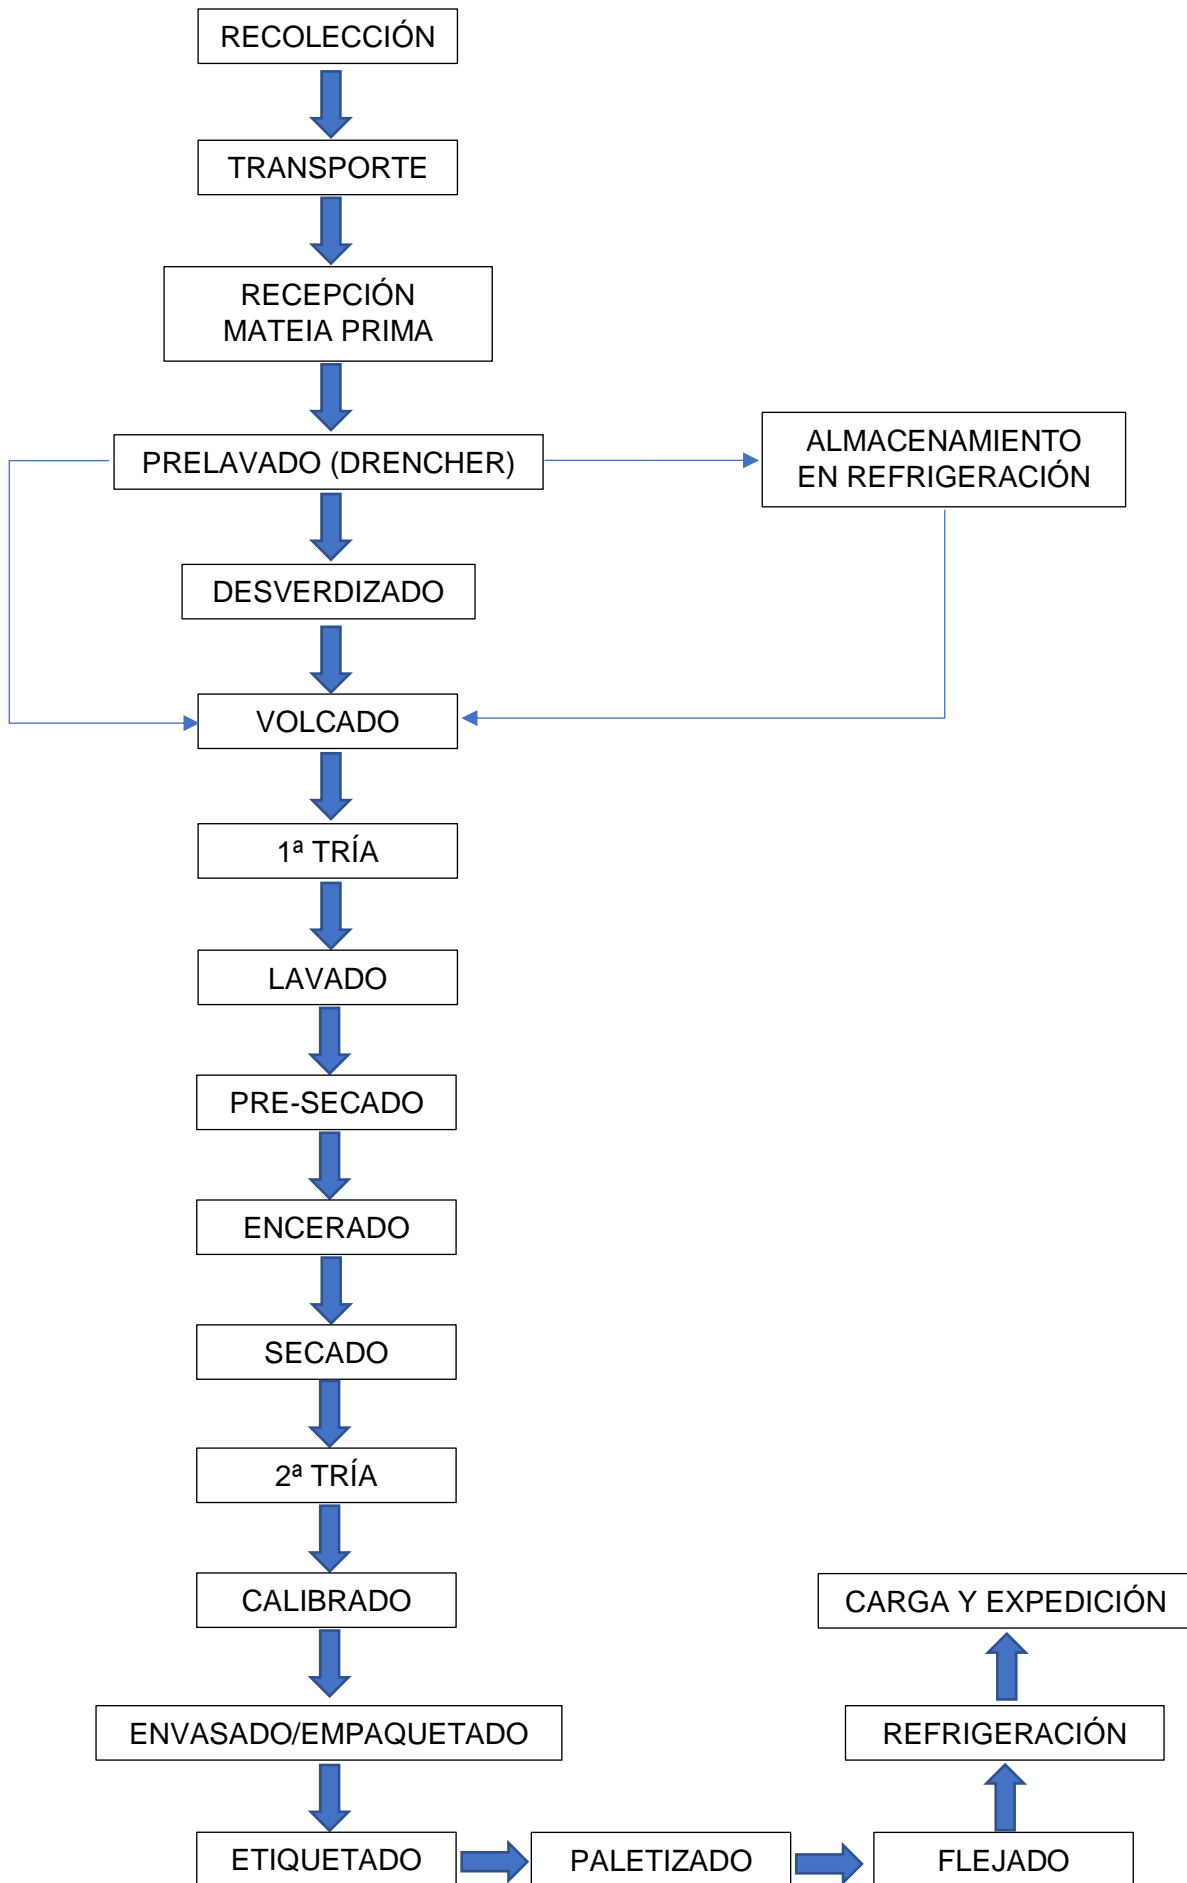 RECOLECCIÓN
TRANSPORTE
RECEPCIÓN
MATEIA PRIMA
PRELAVADO (DRENCHER)
ALMACENAMIENTO
EN REFRIGERACIÓN
DESVERDIZADO
VOLCADO
1ª TRÍA
LAVADO
PRE-SECADO
ENCERADO
SECADO
2ª TRÍA
CALIBRADO
CARGA Y EXPEDICIÓN
ENVASADO/EMPAQUETADO
REFRIGERACIÓN
ETIQUETADO
PALETIZADO
FLEJADO